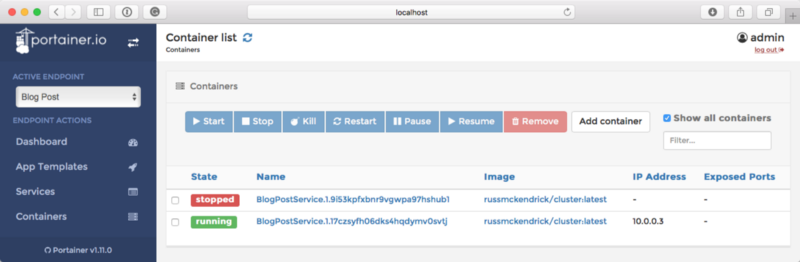 localhost
portainer.io
Container list
Containers
admin
log out
ACTIVE ENDPOINT
Blog Post
ENDPOINT ACTIONS
Dashboard
App Templates
Services
Containers
Portainer v1.11.0
Containers
Start Stop Kill Restart Pause Resume Remove Add container
Show all containers
Filter...
State Name Image IP Address Exposed Ports
stopped BlogPostService.1.9i53kpfxbnr9vgwpa97hshub1 russmckendrick/cluster:latest - -
running BlogPostService.1.17czsyfh06dks4hqdymv0svtj russmckendrick/cluster:latest 10.0.0.3 -